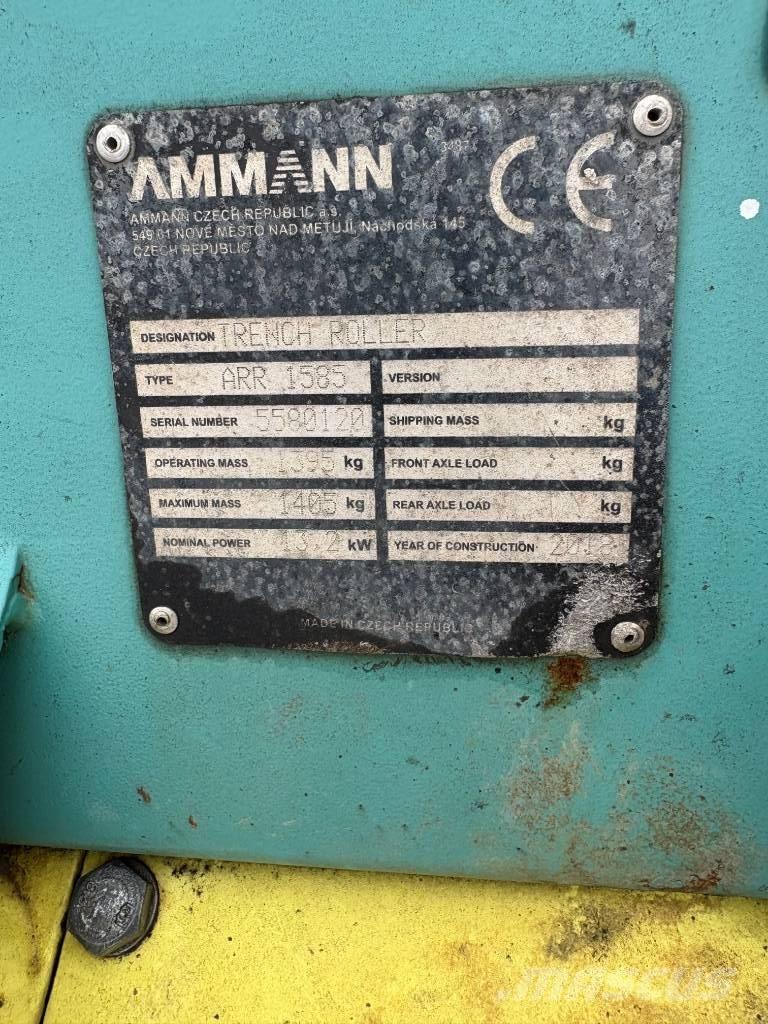 AMMANN
CE
AMMANN CZECH REPUBLIC a.s.
549 01 NOVÉ MĚSTO NAD METUJÍ, Náchodská 145
CZECH REPUBLIC
DESIGNATION TRENCH ROLLER
TYPE ARR 1585 VERSION
SERIAL NUMBER 5580120 SHIPPING MASS kg
OPERATING MASS 1395 kg FRONT AXLE LOAD kg
MAXIMUM MASS 1405 kg REAR AXLE LOAD kg
NOMINAL POWER 13.2 kW YEAR OF CONSTRUCTION
MADE IN CZECH REPUBLIC
mascus